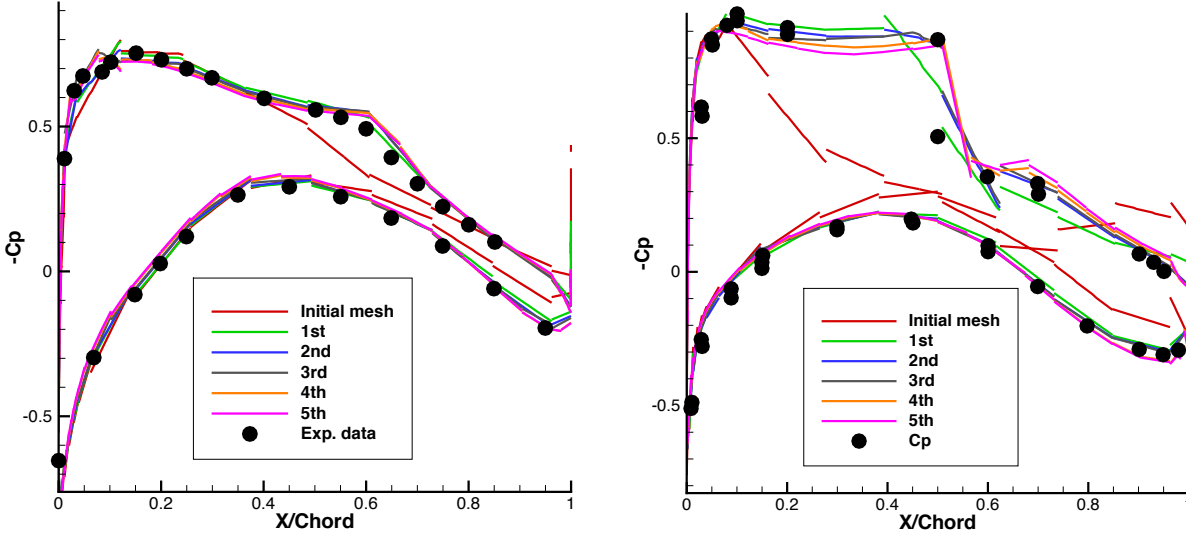 -Cp
0.5
0
-0.5
0
0.2
0.4
0.6
0.8
1
X/Chord
Initial mesh
1st
2nd
3rd
4th
5th
Exp. data
-Cp
0.5
0
-0.5
0
0.2
0.4
0.6
0.8
1
X/Chord
Initial mesh
1st
2nd
3rd
4th
5th
Cp